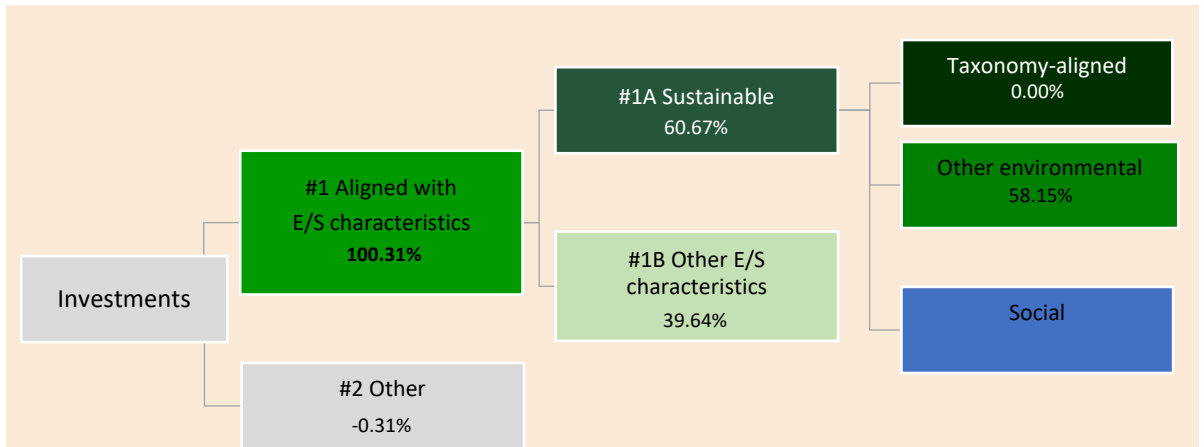 Investments
#1 Aligned with
E/S characteristics
100.31%
#2 Other
-0.31%
#1A Sustainable
60.67%
#1B Other E/S
characteristics
39.64%
Taxonomy-aligned
0.00%
Other environmental
58.15%
Social